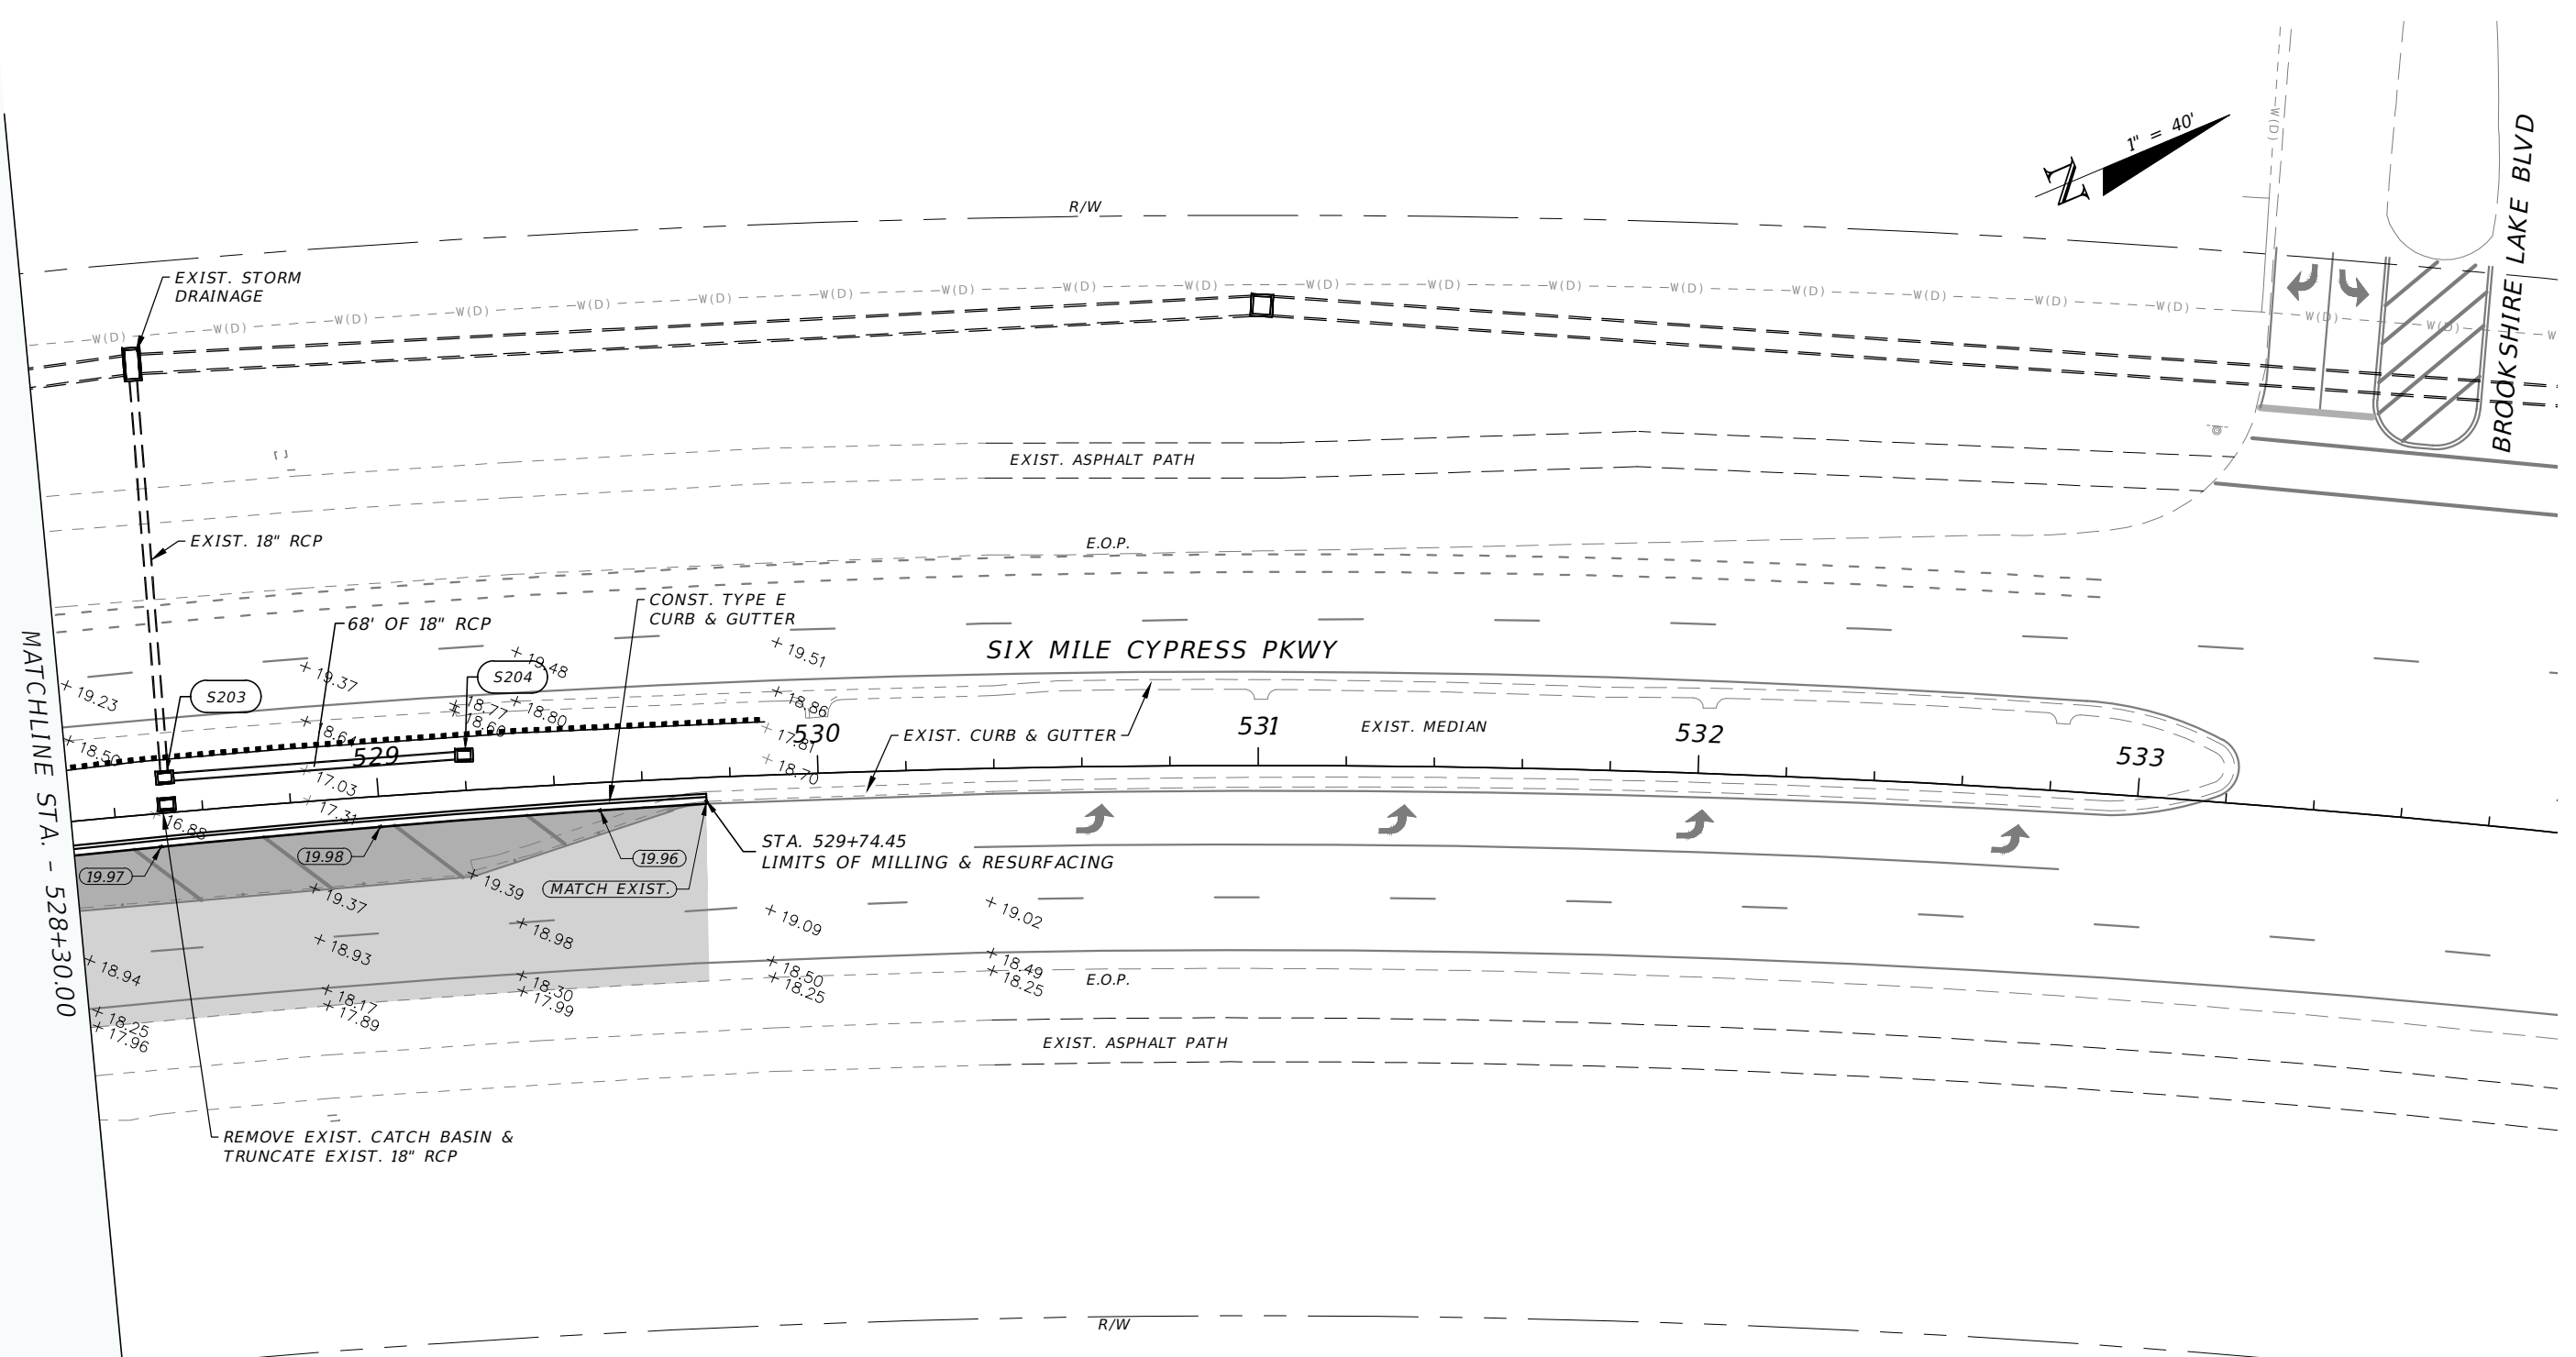 1" = 40'
N
R/W
BROOKSHIRE LAKE BLVD
W(D)
EXIST. STORM
DRAINAGE
W(D) W(D) W(D) W(D) W(D) W(D) W(D) W(D) W(D) W(D) W(D) W(D) W(D) W(D) W(D) W(D) W(D) W(D) W(D) W(D) W
EXIST. ASPHALT PATH
EXIST. 18" RCP
E.O.P.
CONST. TYPE E
CURB & GUTTER
68' OF 18" RCP
SIX MILE CYPRESS PKWY
MATCHLINE STA. - 528+30.00
19.23
19.37
19.48
19.51
S203
S204
18.50
18.64
18.77
18.60
18.80
18.86
17.81
18.70
529
530
531
532
533
EXIST. CURB & GUTTER
EXIST. MEDIAN
17.03
17.31
16.88
19.97
19.98
19.96
MATCH EXIST.
STA. 529+74.45
LIMITS OF MILLING & RESURFACING
19.37
19.39
19.09
19.02
18.94
18.93
18.98
18.50
18.25
18.49
18.25
18.25
17.96
18.17
17.89
18.30
17.99
E.O.P.
EXIST. ASPHALT PATH
REMOVE EXIST. CATCH BASIN &
TRUNCATE EXIST. 18" RCP
R/W